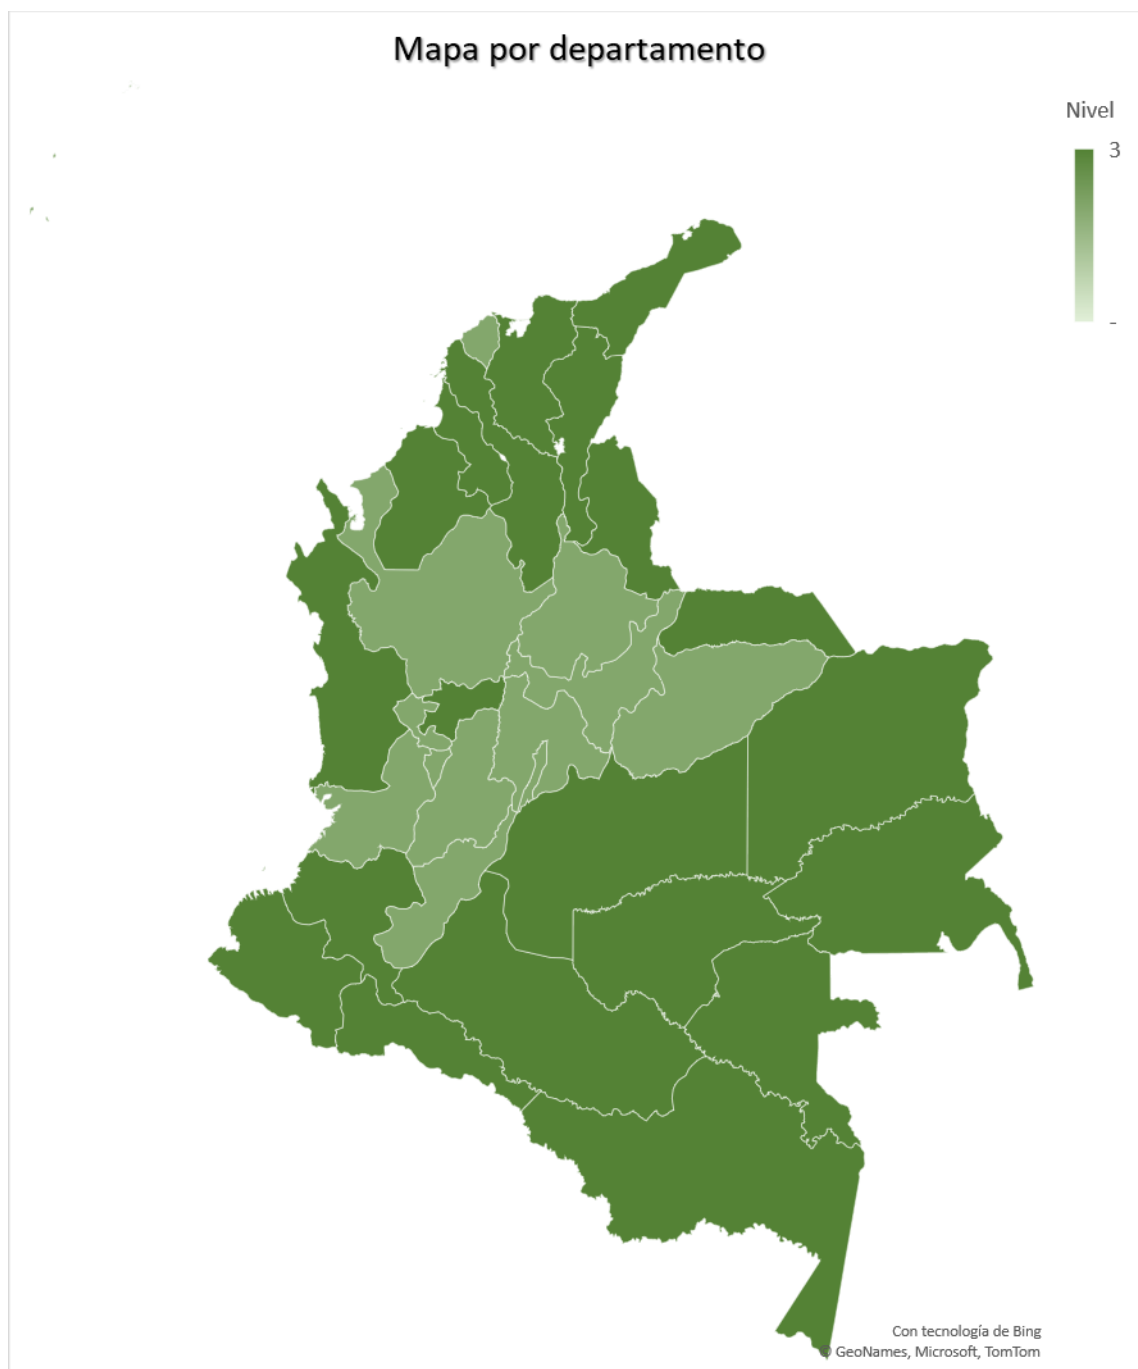 Mapa por departamento
Nivel
3
-
Con tecnología de Bing
© GeoNames, Microsoft, TomTom